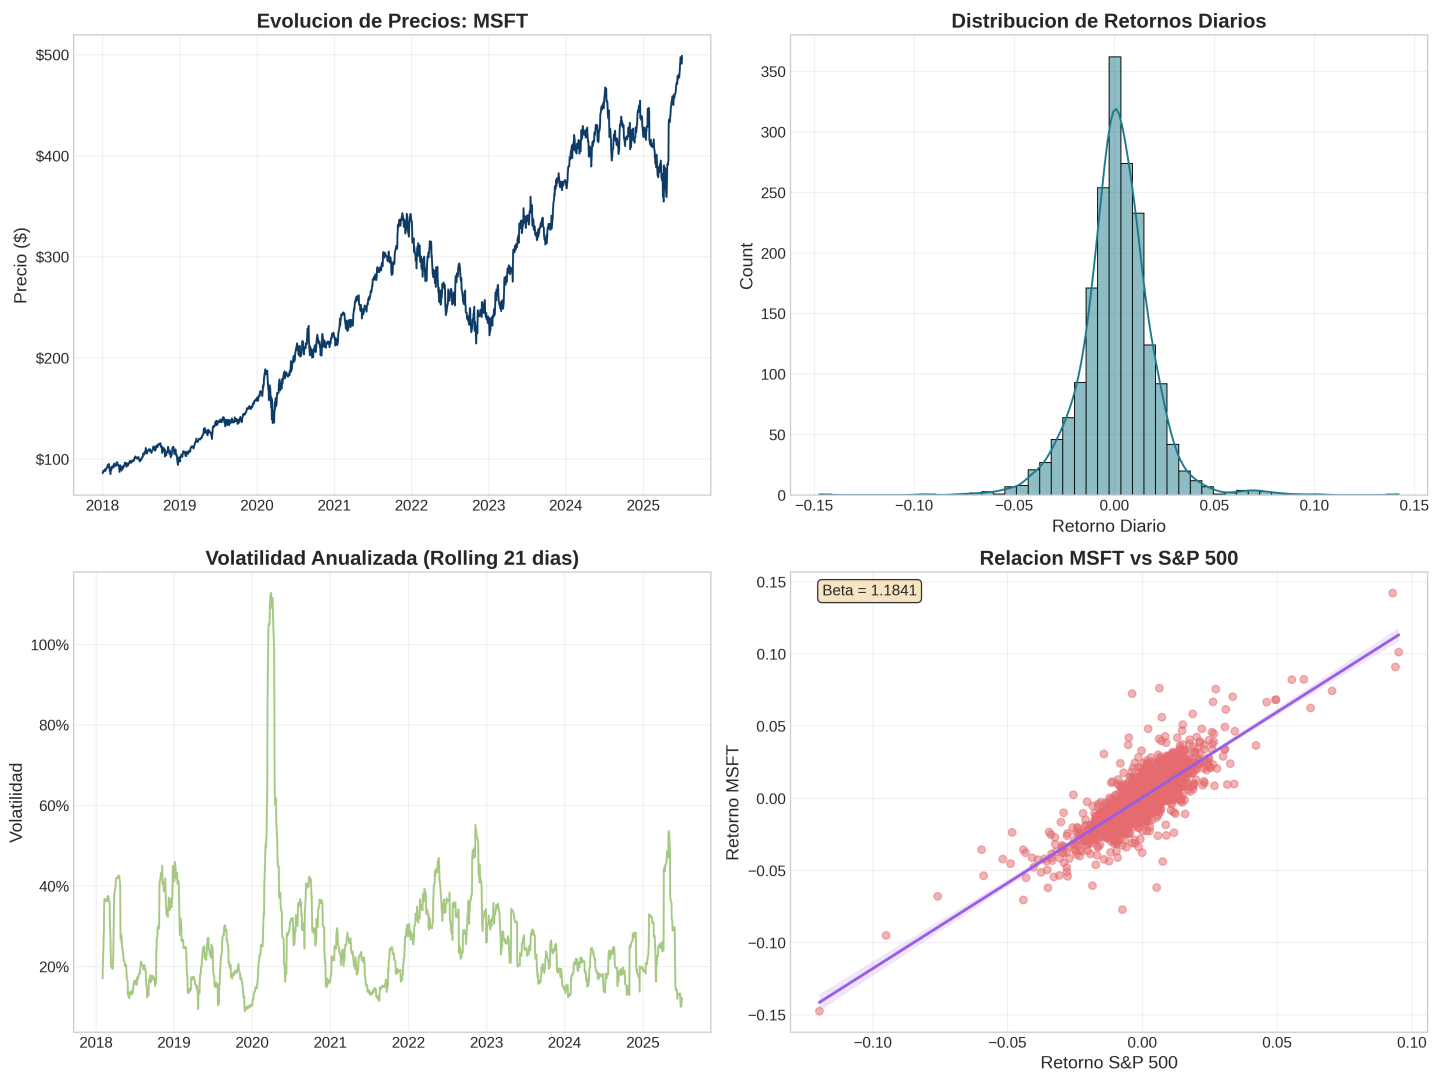 Evolucion de Precios: MSFT
Precio ($)
$500
$400
$300
$200
$100
2018 2019 2020 2021 2022 2023 2024 2025
Distribucion de Retornos Diarios
Count
350
300
250
200
150
100
50
0
−0.15 −0.10 −0.05 0.00 0.05 0.10 0.15
Retorno Diario
Volatilidad Anualizada (Rolling 21 dias)
Volatilidad
100%
80%
60%
40%
20%
2018 2019 2020 2021 2022 2023 2024 2025
Relacion MSFT vs S&P 500
Beta = 1.1841
Retorno MSFT
0.15
0.10
0.05
0.00
−0.05
−0.10
−0.15
−0.10 −0.05 0.00 0.05 0.10
Retorno S&P 500